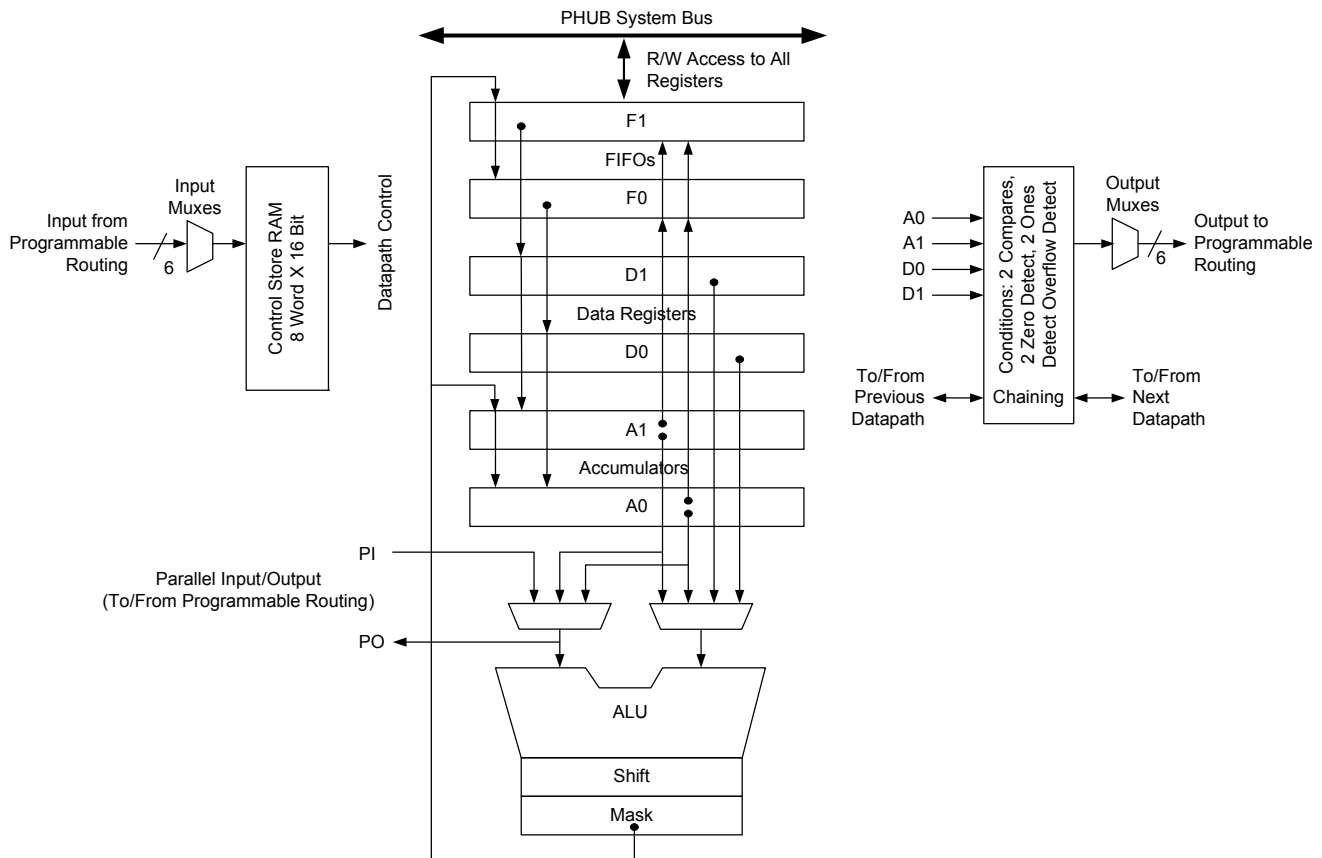 PHUB System Bus
R/W Access to All
Registers
F1
FIFOs
F0
D1
Data Registers
D0
A1
Accumulators
A0
Input from
Programmable
Routing
6
Input
Muxes
Control Store RAM
8 Word X 16 Bit
Datapath Control
A0
A1
D0
D1
Conditions: 2 Compares,
2 Zero Detect, 2 Ones
Detect Overflow Detect
Output
Muxes
6
Output to
Programmable
Routing
To/From
Previous
Datapath
Chaining
To/From
Next
Datapath
PI
Parallel Input/Output
(To/From Programmable Routing)
PO
ALU
Shift
Mask